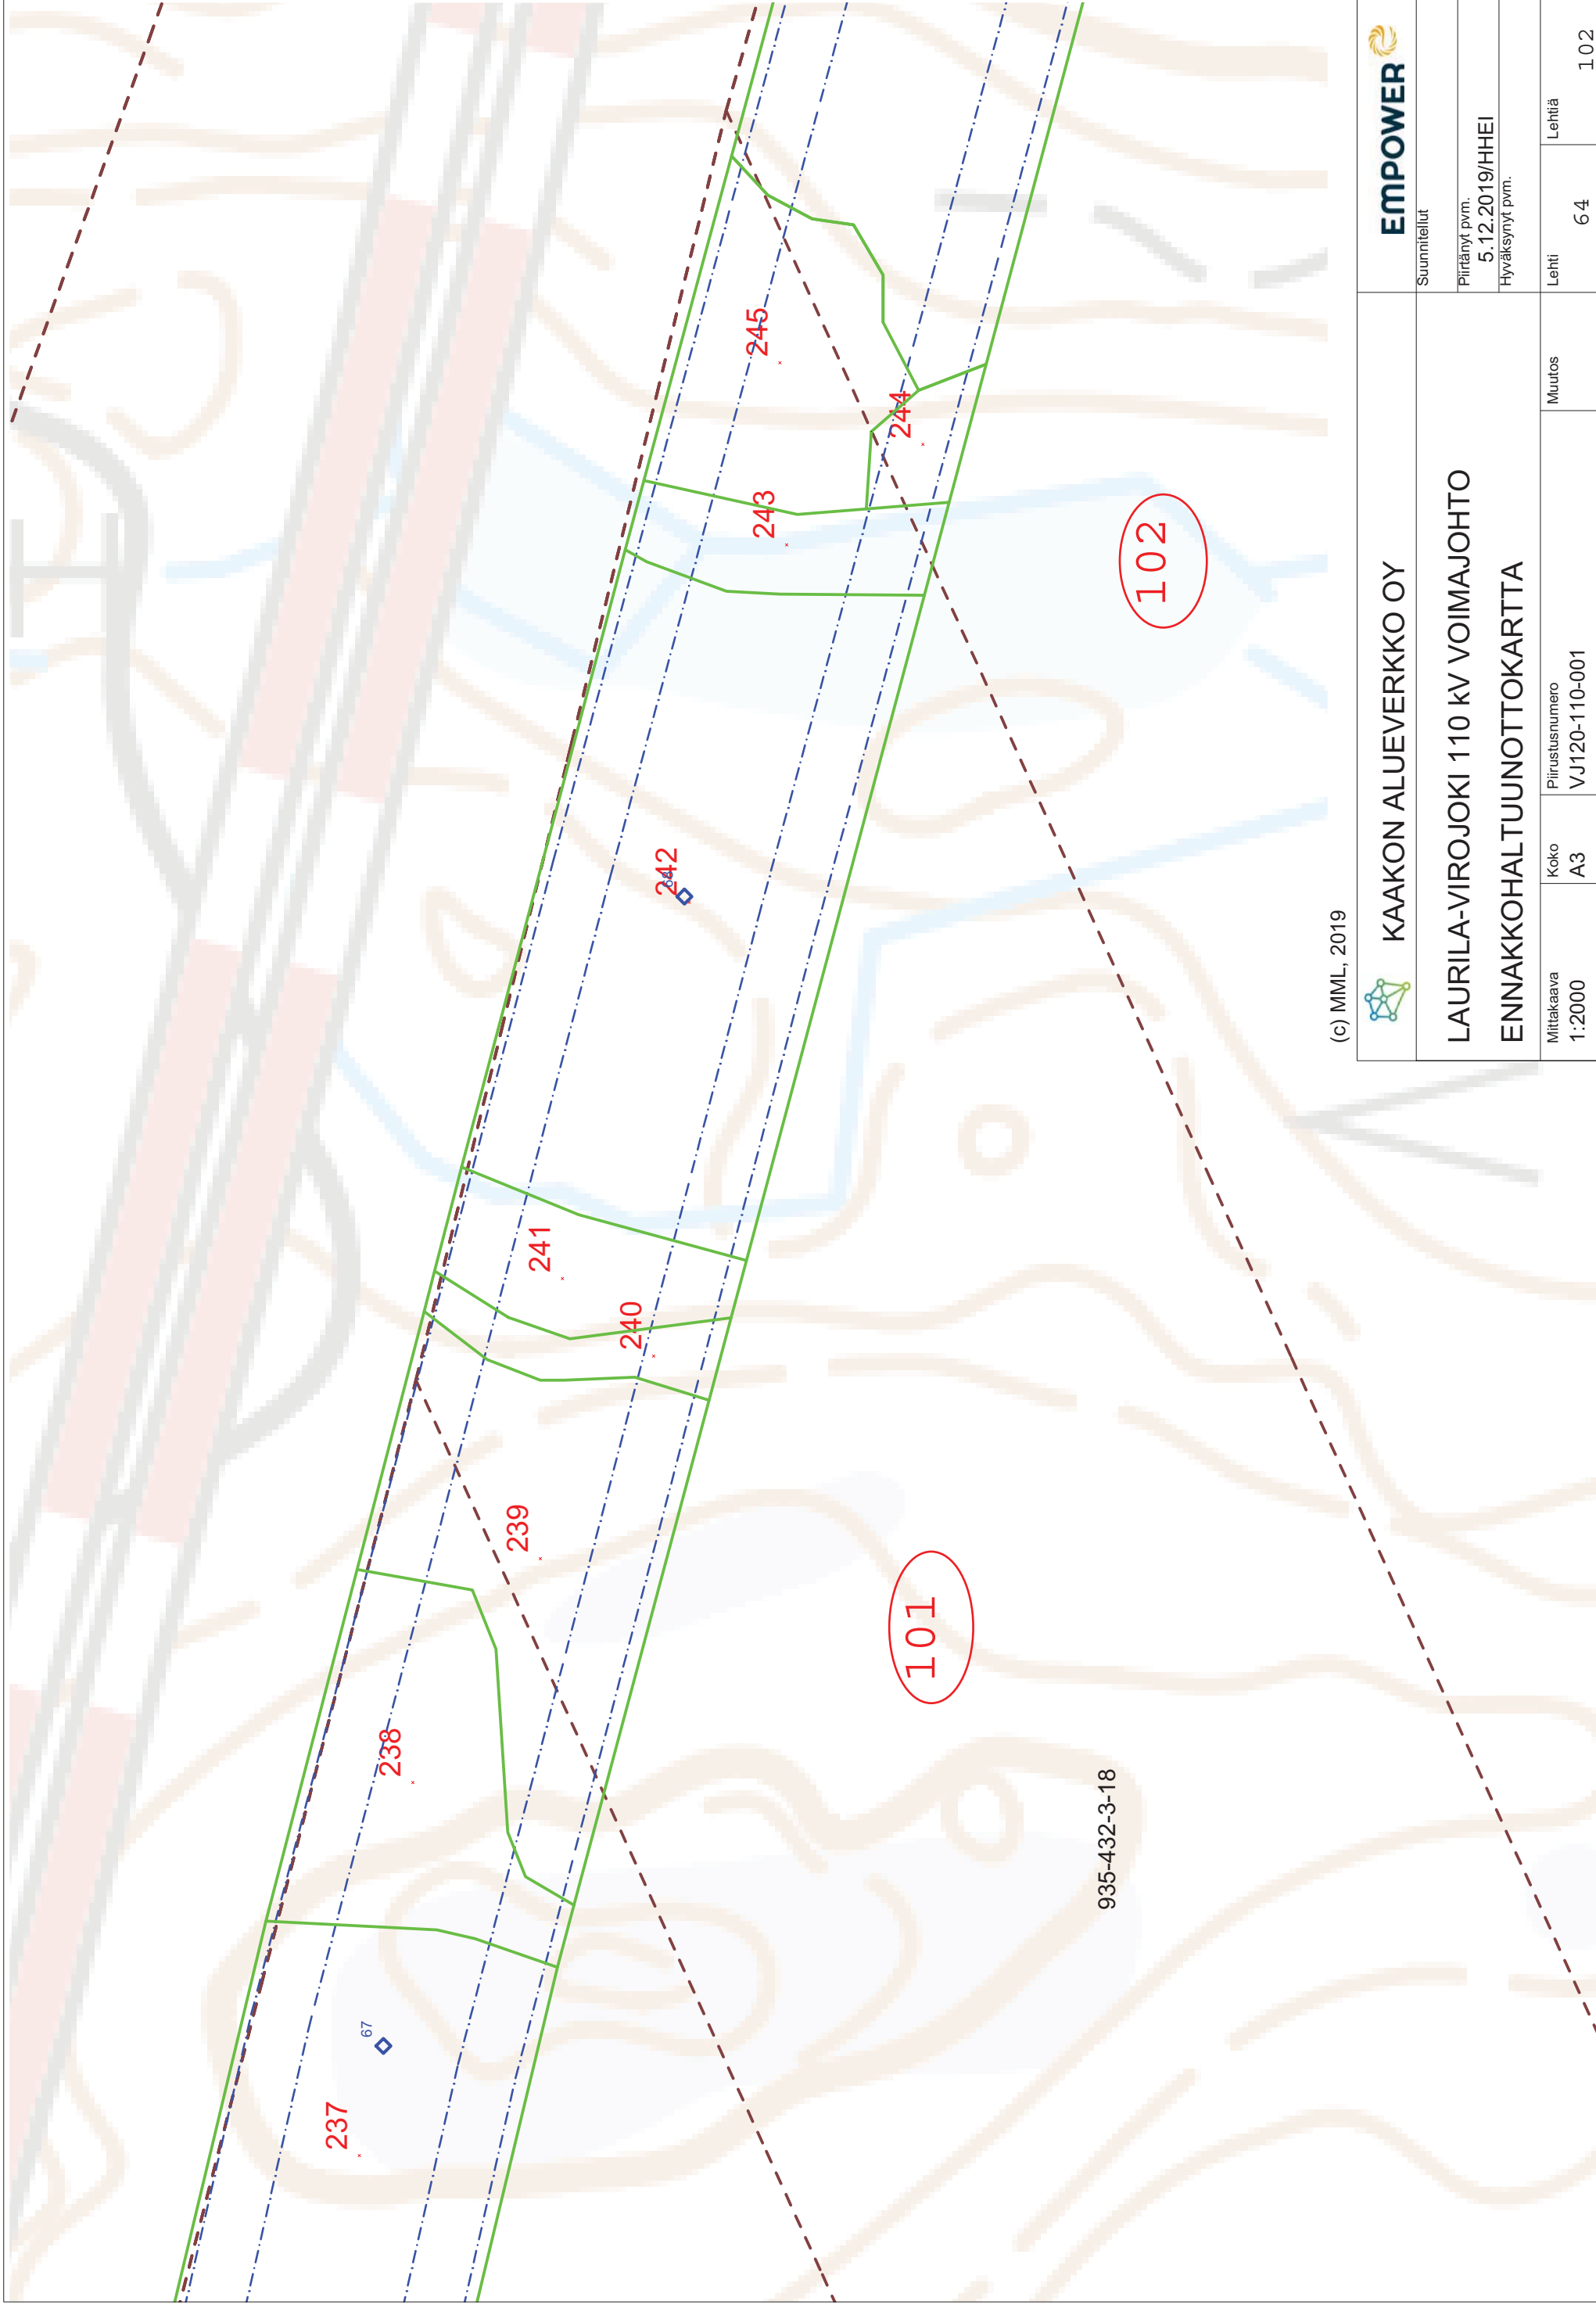 237
67
238
239
240
241
242
68
243
244
245
101
102
935-432-3-18
(c) MML, 2019
KAAKON ALUEVERKKO OY
EMPOWER
LAURILA-VIROJOKI 110 kV VOIMAJOHTO
ENNAKKOHALTUUNOTTOKARTTA
Suunnitellut
Piirtänyt pvm.
5.12.2019/HHEI
Hyväksynyt pvm.
Mittakaava
1:2000
Koko
A3
Piirustusnumero
VJ120-110-001
Muutos
Lehti
64
Lehtiä
102